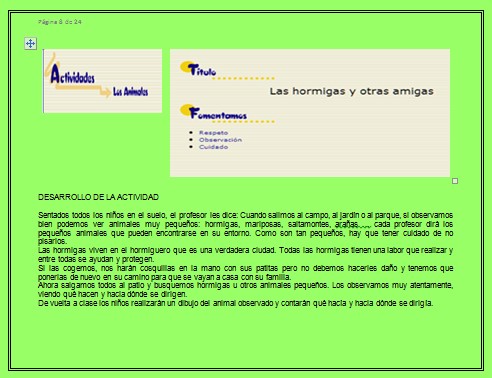 Página 8 de 24
Actividades
Los Animales
Título
Las hormigas y otras amigas
Fomentamos
Respeto
Observación
Cuidado
DESARROLLO DE LA ACTIVIDAD
Sentados todos los niños en el suelo, el profesor les dice: Cuando salimos al campo, al jardín o al parque, si observamos
bien podemos ver animales muy pequeños: hormigas, mariposas, saltamontes, arañas,… cada profesor dirá los
pequeños animales que pueden encontrarse en su entorno. Como son tan pequeños, hay que tener cuidado de no
pisarlos.
Las hormigas viven en el hormiguero que es una verdadera ciudad. Todas las hormigas tienen una labor que realizar y
entre todas se ayudan y protegen.
Si las cogemos, nos harán cosquillas en la mano con sus patitas pero no debemos hacerles daño y tenemos que
ponerlas de nuevo en su camino para que se vayan a casa con su familia.
Ahora salgamos todos al patio y busquemos hormigas u otros animales pequeños. Los observamos muy atentamente,
viendo qué hacen y hacia dónde se dirigen.
De vuelta a clase los niños realizarán un dibujo del animal observado y contarán qué hacía y hacia dónde se dirigía.